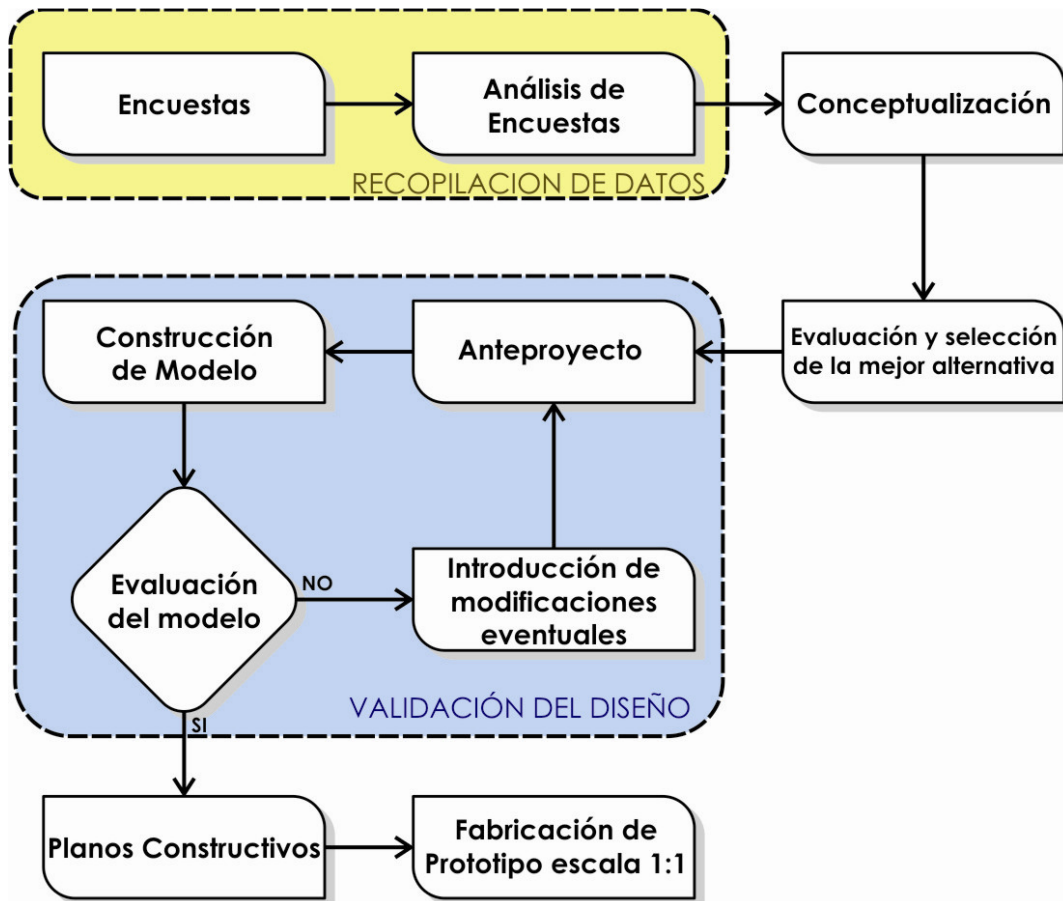 Encuestas
Análisis de
Encuestas
Conceptualización
RECOPILACION DE DATOS
Construcción
de Modelo
Anteproyecto
Evaluación y selección
de la mejor alternativa
Evaluación
del modelo
NO
Introducción de
modificaciones
eventuales
VALIDACIÓN DEL DISEÑO
SI
Planos Constructivos
Fabricación de
Prototipo escala 1:1